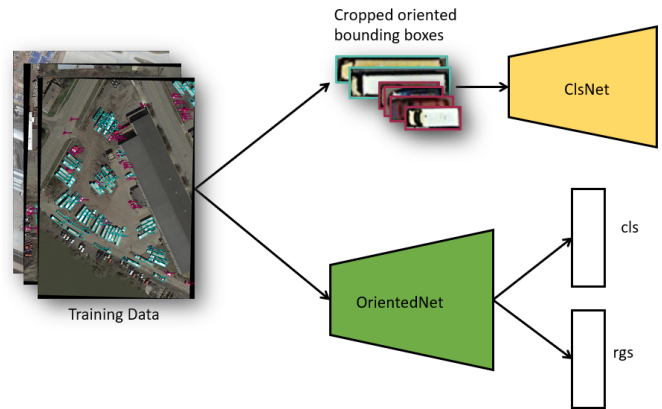 Cropped oriented
bounding boxes
ClsNet
Training Data
OrientedNet
cls
rgs